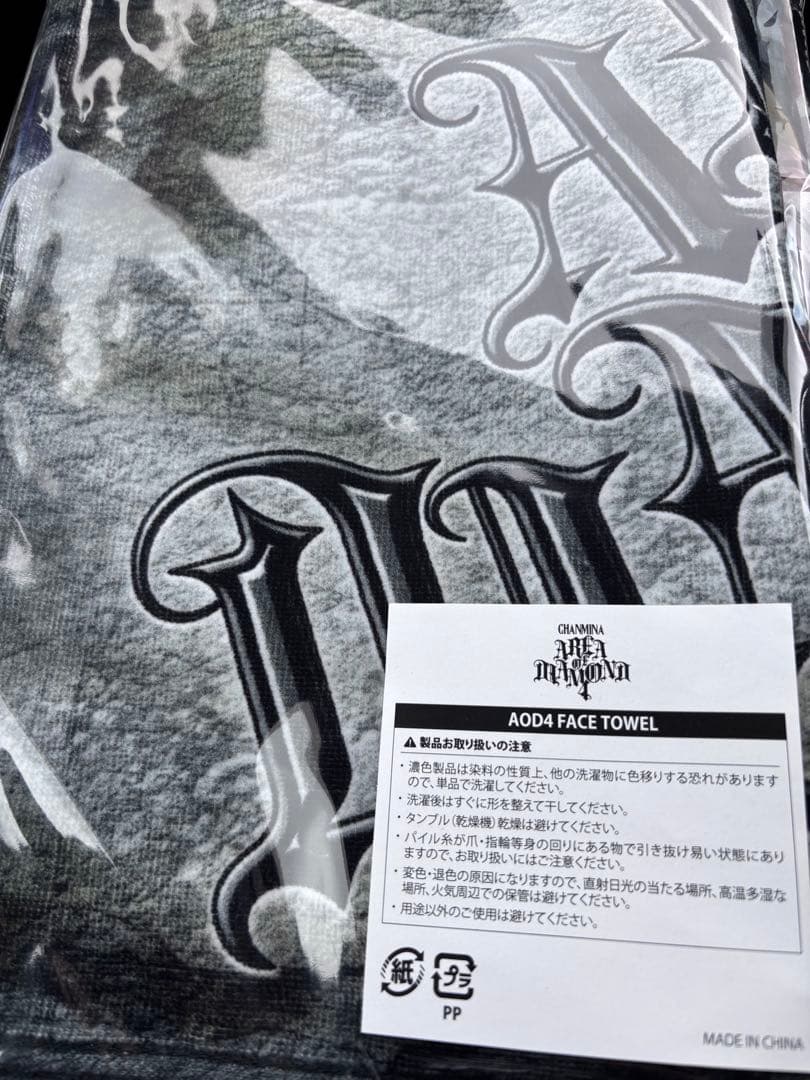 CHANMINA
AREA
OF
DIAMOND
4
AOD4 FACE TOWEL
製品お取り扱いの注意
・濃色製品は染料の性質上、他の洗濯物に色移りする恐れがあります
ので、単品で洗濯してください。
・洗濯後はすぐに形を整えて干してください。
・タンブル(乾燥機)乾燥は避けてください。
・パイル糸が爪・指輪等身の回りにある物で引き抜け易い状態にあり
ますので、お取り扱いにはご注意ください。
・変色・退色の原因になりますので、直射日光の当たる場所、高温多湿な
場所、火気周辺での保管は避けてください。
・用途以外のご使用は避けてください。
紙
プラ
PP
MADE IN CHINA